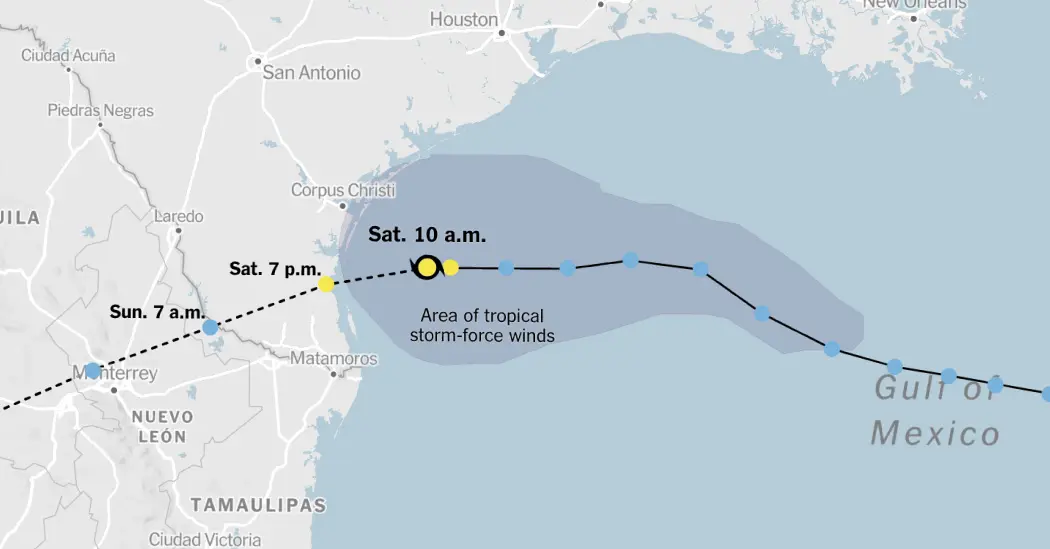 New Orleans
Houston
Ciudad Acuña
San Antonio
Piedras Negras
Corpus Christi
UILA
Laredo
Sat. 10 a.m.
Sat. 7 p.m.
Sun. 7 a.m.
Area of tropical
storm-force winds
Matamoros
Monterrey
Gulf of
Mexico
NUEVO
LEÓN
TAMAULIPAS
Ciudad Victoria